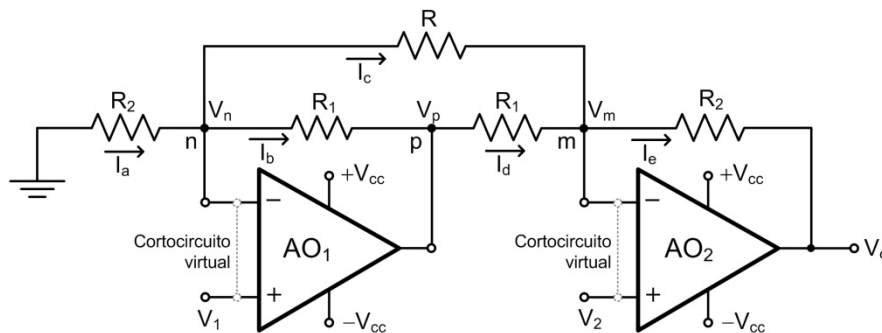 R
I_c
R_2 V_n R_1 V_p R_1 V_m R_2
n p m
I_a I_b I_d I_e
+V_cc +V_cc
− −
Cortocircuito virtual AO_1 Cortocircuito virtual AO_2 V_o
+ +
V_1 −V_cc V_2 −V_cc